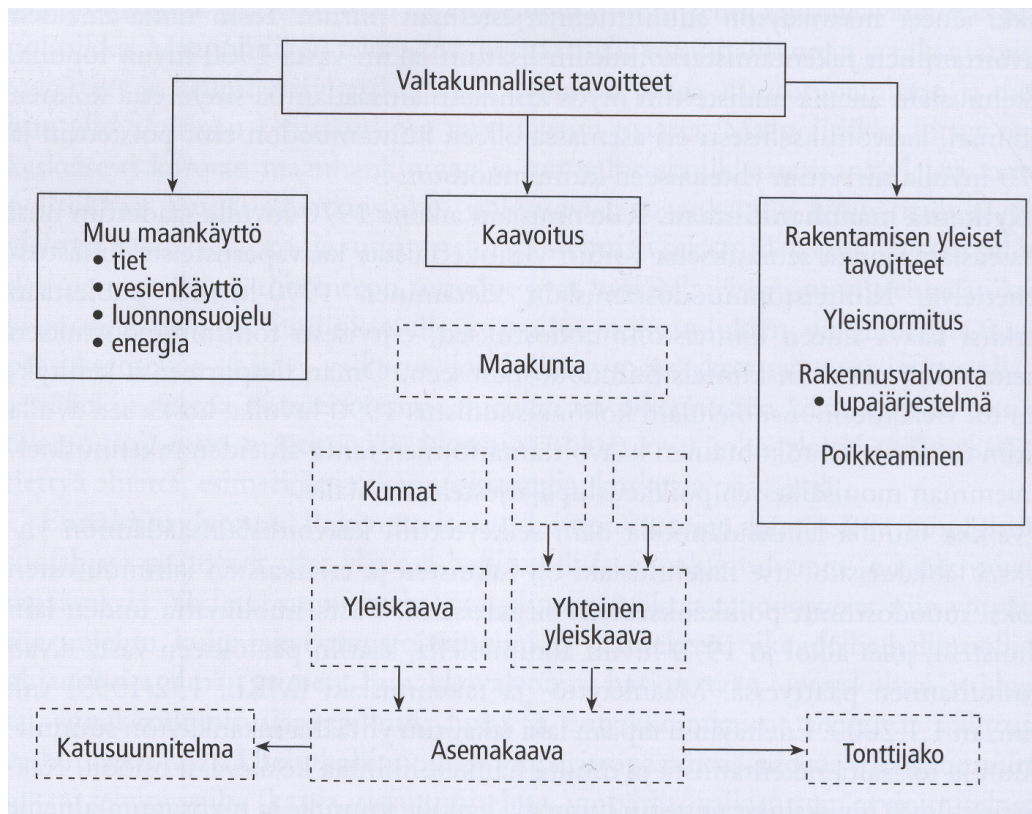 Valtakunnalliset tavoitteet
Muu maankäyttö
• tiet
• vesienkäyttö
• luonnonsuojelu
• energia
Kaavoitus
Maakunta
Rakentamisen yleiset
tavoitteet
Yleisnormitus
Rakennusvalvonta
• lupajärjestelmä
Poikkeaminen
Kunnat
Yleiskaava
Yhteinen
yleiskaava
Katusuunnitelma
Asemakaava
Tonttijako